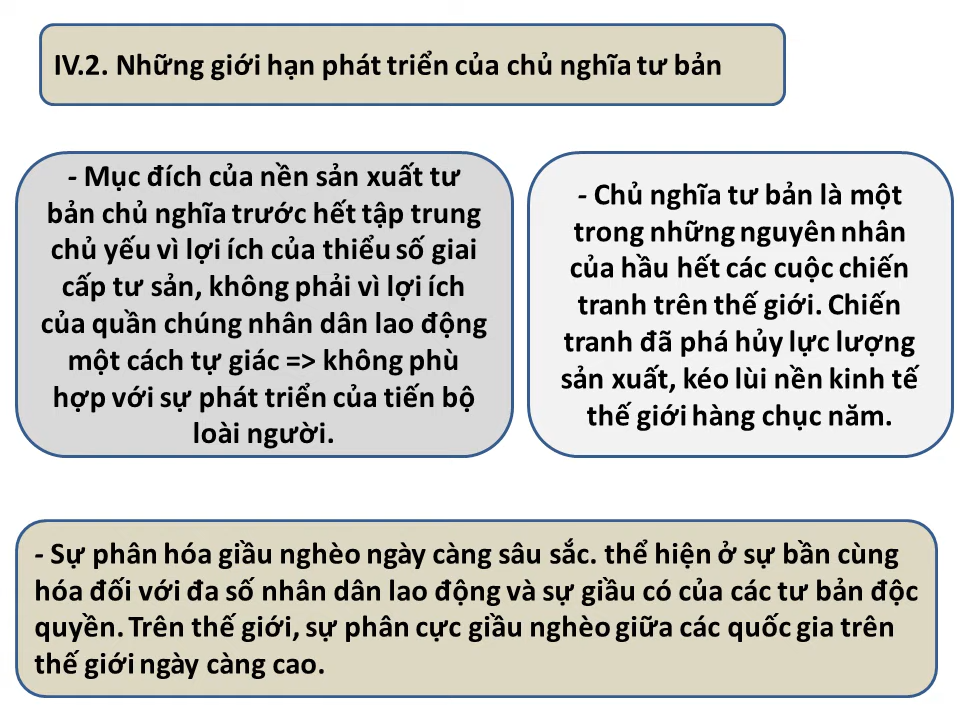 IV.2. Những giới hạn phát triển của chủ nghĩa tư bản
- Mục đích của nền sản xuất tư
bản chủ nghĩa trước hết tập trung
chủ yếu vì lợi ích của thiểu số giai
cấp tư sản, không phải vì lợi ích
của quần chúng nhân dân lao động
một cách tự giác => không phù
hợp với sự phát triển của tiến bộ
loài người.
- Chủ nghĩa tư bản là một
trong những nguyên nhân
của hầu hết các cuộc chiến
tranh trên thế giới. Chiến
tranh đã phá hủy lực lượng
sản xuất, kéo lùi nền kinh tế
thế giới hàng chục năm.
- Sự phân hóa giầu nghèo ngày càng sâu sắc. thể hiện ở sự bần cùng
hóa đối với đa số nhân dân lao động và sự giầu có của các tư bản độc
quyền. Trên thế giới, sự phân cực giầu nghèo giữa các quốc gia trên
thế giới ngày càng cao.